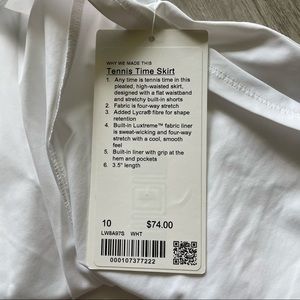 WHY WE MADE THIS
Tennis Time Skirt
1. Any time is tennis time in this
pleated, high-waisted skirt,
designed with a flat waistband
and stretchy built-in shorts
2. Fabric is four-way stretch
3. Added Lycra® fibre for shape
retention
4. Built-in Luxtreme™ fabric liner
is sweat-wicking and four-way
stretch with a cool, smooth
feel
5. Built-in liner with grip at the
hem and pockets
6. 3.5" length
10 $74.00
LW8A97S WHT
000107377222